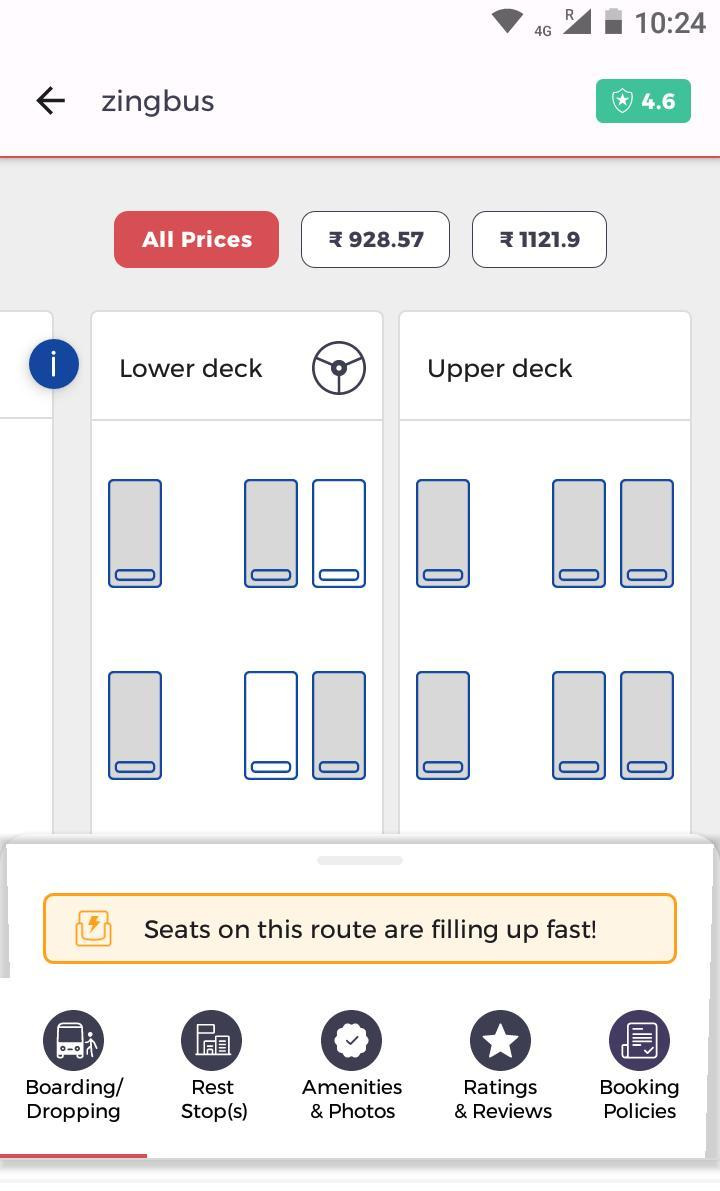 4G R 10:24
zingbus
4.6
All Prices
₹ 928.57
₹ 1121.9
i
Lower deck
Upper deck
Seats on this route are filling up fast!
Boarding/
Dropping
Rest
Stop(s)
Amenities
& Photos
Ratings
& Reviews
Booking
Policies